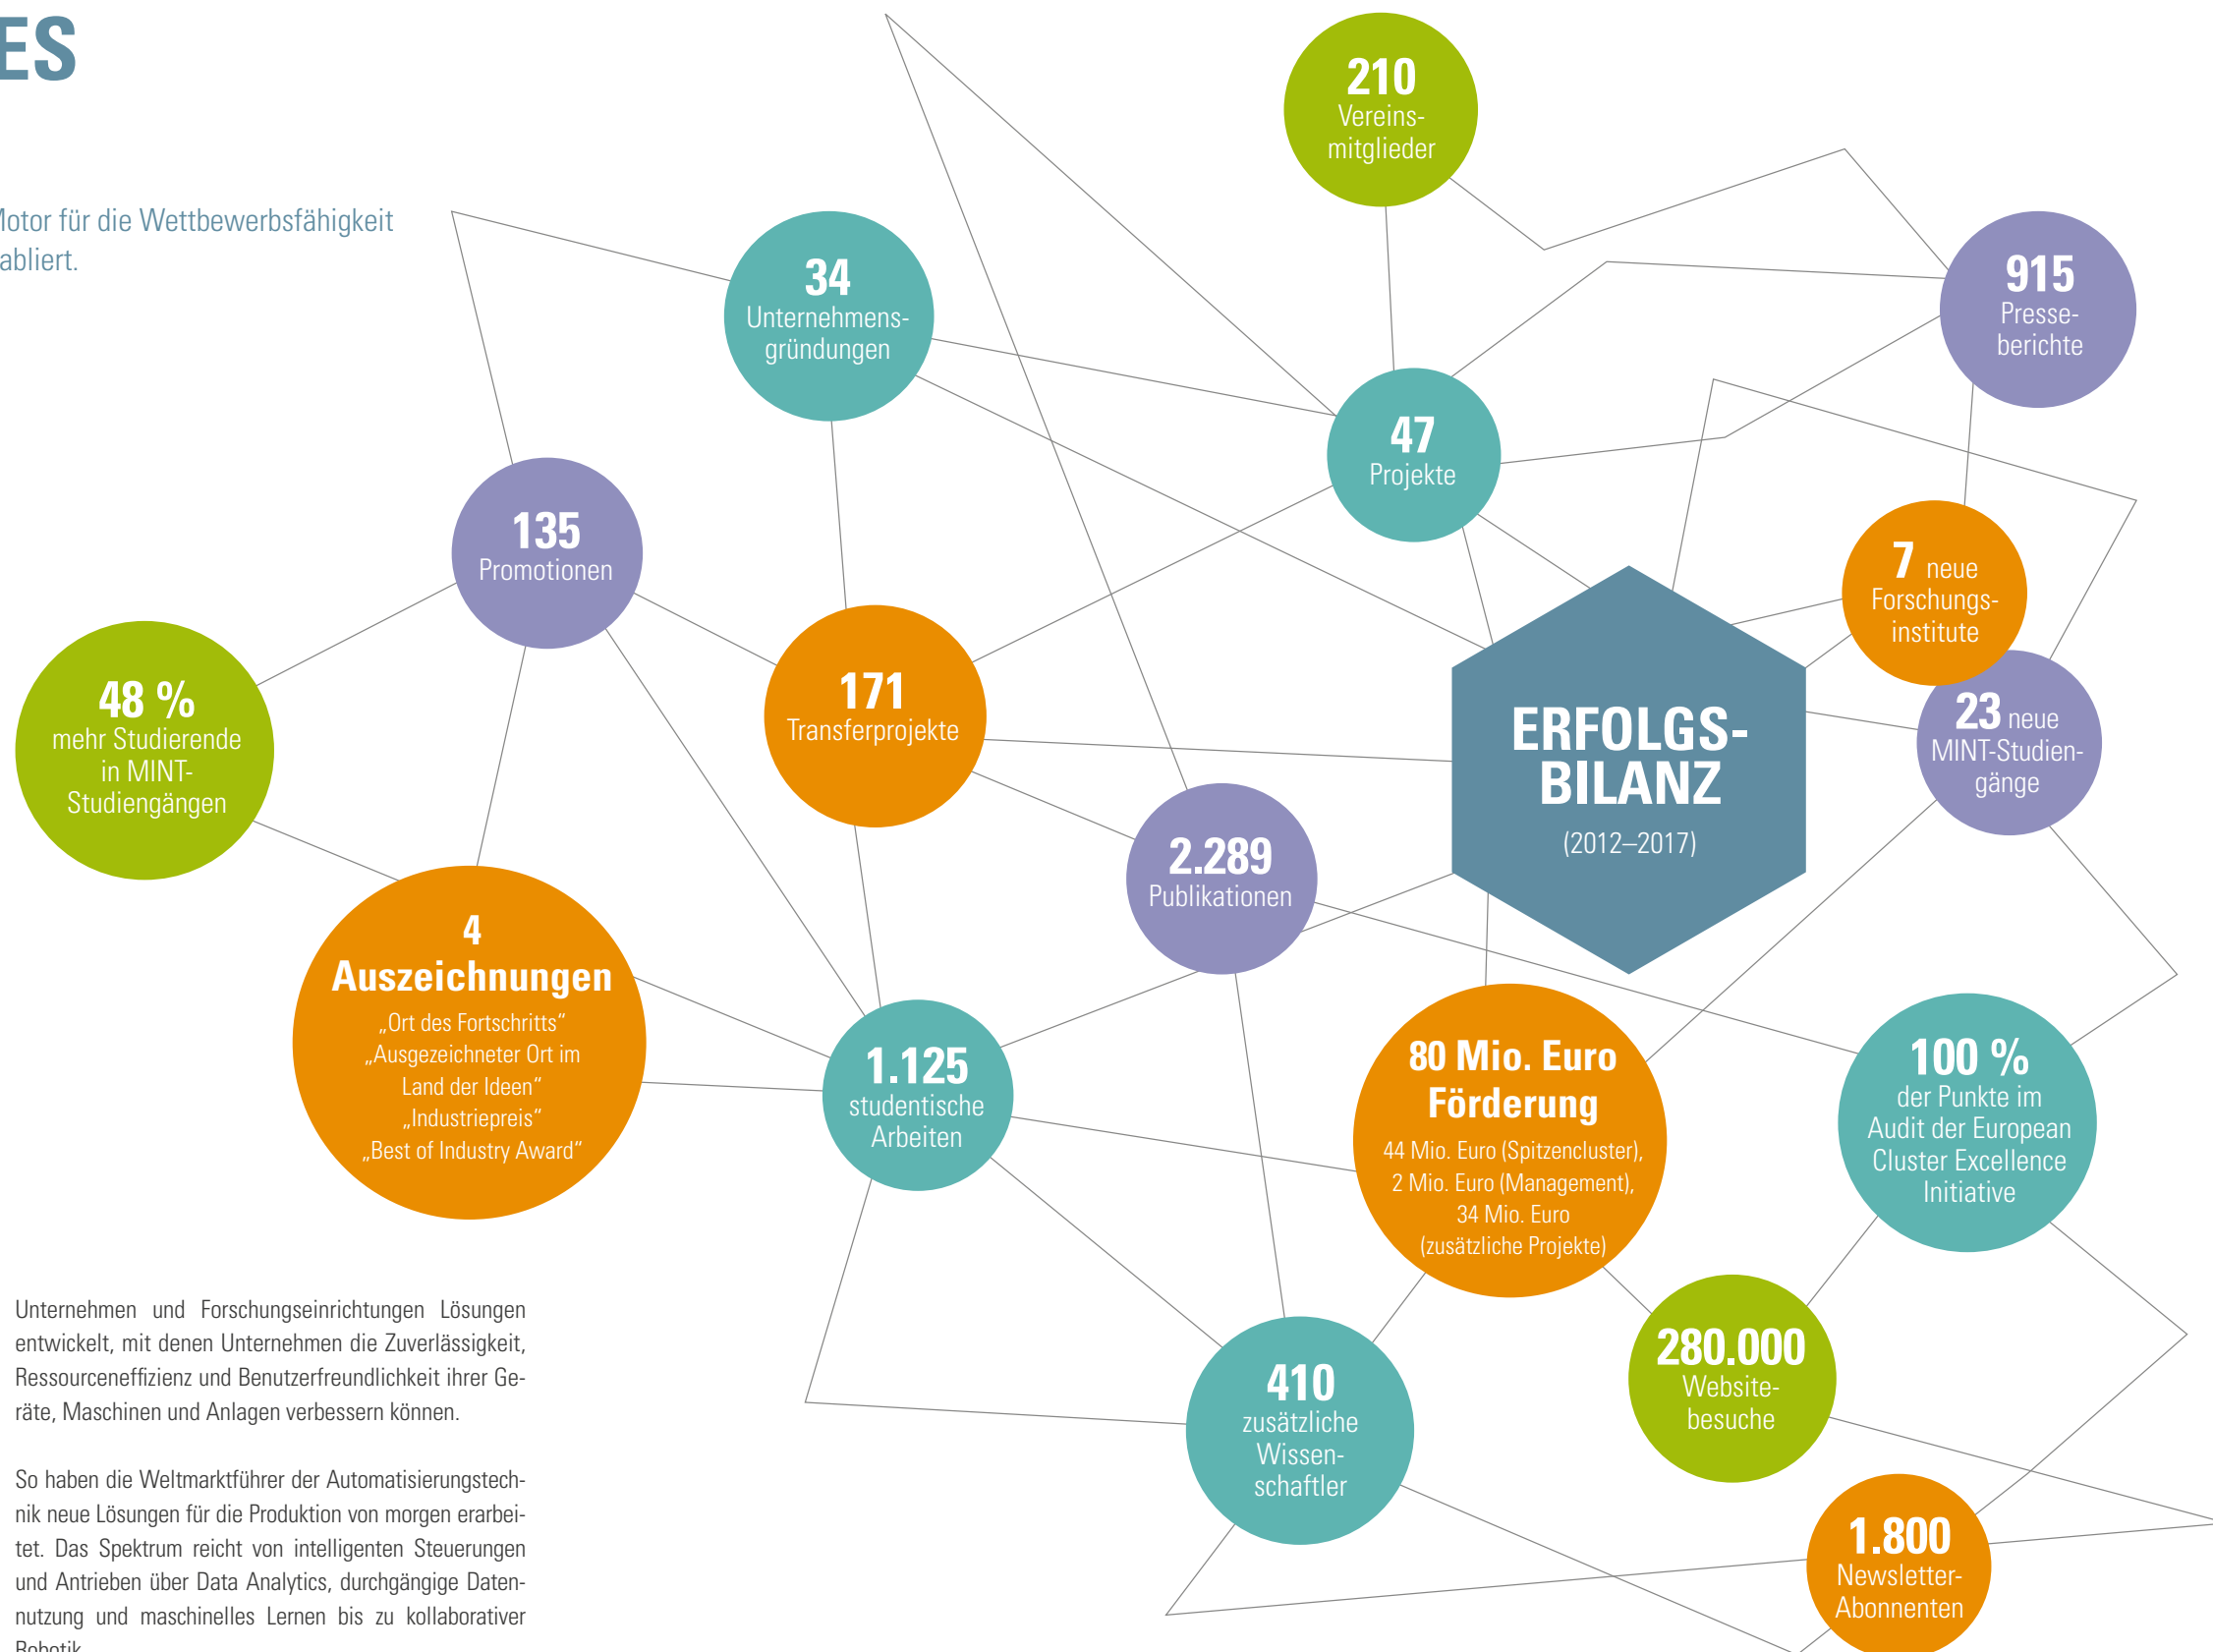 ES
Motor für die Wettbewerbsfähigkeit
abliert.
210
Vereins-
mitglieder
34
Unternehmens-
gründungen
915
Presse-
berichte
47
Projekte
135
Promotionen
7 neue
Forschungs-
institute
48 %
mehr Studierende
in MINT-
Studiengängen
171
Transferprojekte
ERFOLGS-
BILANZ
(2012–2017)
23 neue
MINT-Studien-
gänge
2.289
Publikationen
4
Auszeichnungen
„Ort des Fortschritts“
„Ausgezeichneter Ort im
Land der Ideen“
„Industriepreis“
„Best of Industry Award“
1.125
studentische
Arbeiten
80 Mio. Euro
Förderung
44 Mio. Euro (Spitzencluster),
2 Mio. Euro (Management),
34 Mio. Euro
(zusätzliche Projekte)
100 %
der Punkte im
Audit der European
Cluster Excellence
Initiative
410
zusätzliche
Wissen-
schaftler
280.000
Website-
besuche
1.800
Newsletter-
Abonnenten
Unternehmen und Forschungseinrichtungen Lösungen
entwickelt, mit denen Unternehmen die Zuverlässigkeit,
Ressourceneffizienz und Benutzerfreundlichkeit ihrer Ge-
räte, Maschinen und Anlagen verbessern können.
So haben die Weltmarktführer der Automatisierungstech-
nik neue Lösungen für die Produktion von morgen erarbei-
tet. Das Spektrum reicht von intelligenten Steuerungen
und Antrieben über Data Analytics, durchgängige Daten-
nutzung und maschinelles Lernen bis zu kollaborativer
Robotik